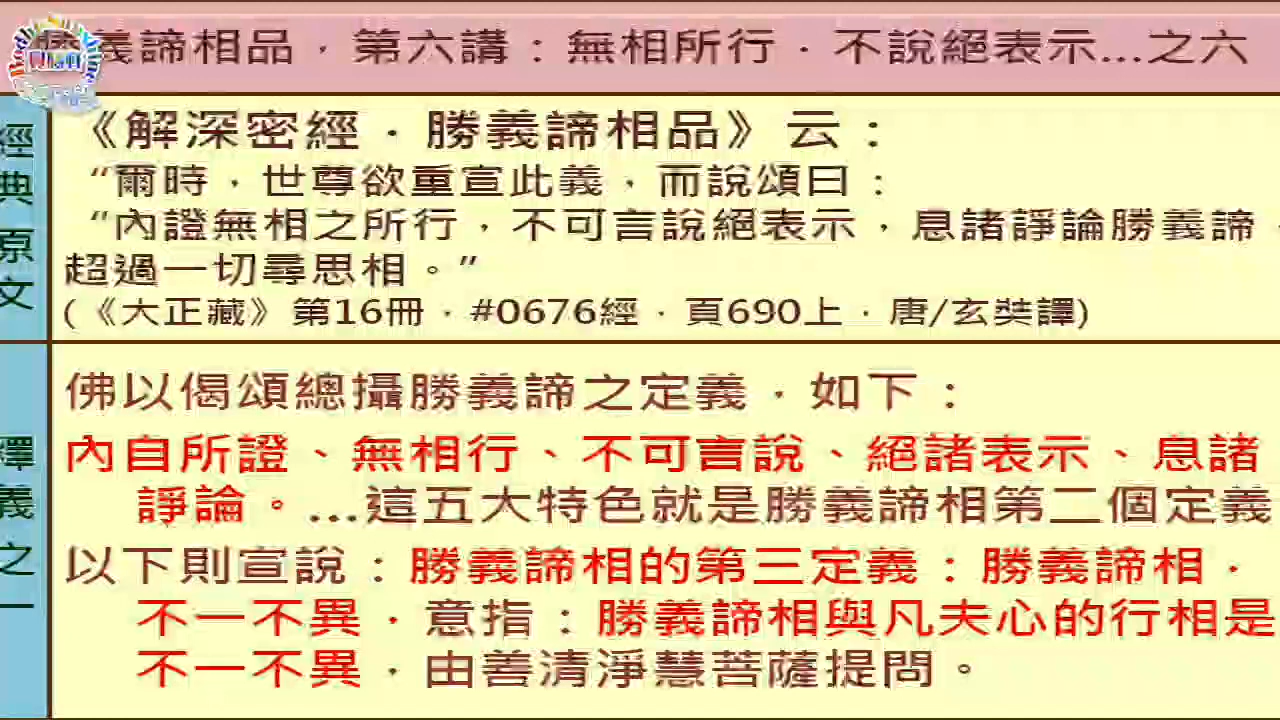 義諦相品，第六講：無相所行，不說絕表示...之六
經典原文
《解深密經．勝義諦相品》云：
“爾時，世尊欲重宣此義，而說頌曰：
“內證無相之所行，不可言說絕表示，息諸諍論勝義諦，
超過一切尋思相。”
(《大正藏》第16冊．#0676經．頁690上．唐/玄奘譯)
釋義之一
佛以偈頌總攝勝義諦之定義．如下：
內自所證、無相行、不可言說、絕諸表示、息諸
諍論。…這五大特色就是勝義諦相第二個定義
以下則宣說：勝義諦相的第三定義：勝義諦相．
不一不異．意指：勝義諦相與凡夫心的行相是
不一不異．由善清淨慧菩薩提問。